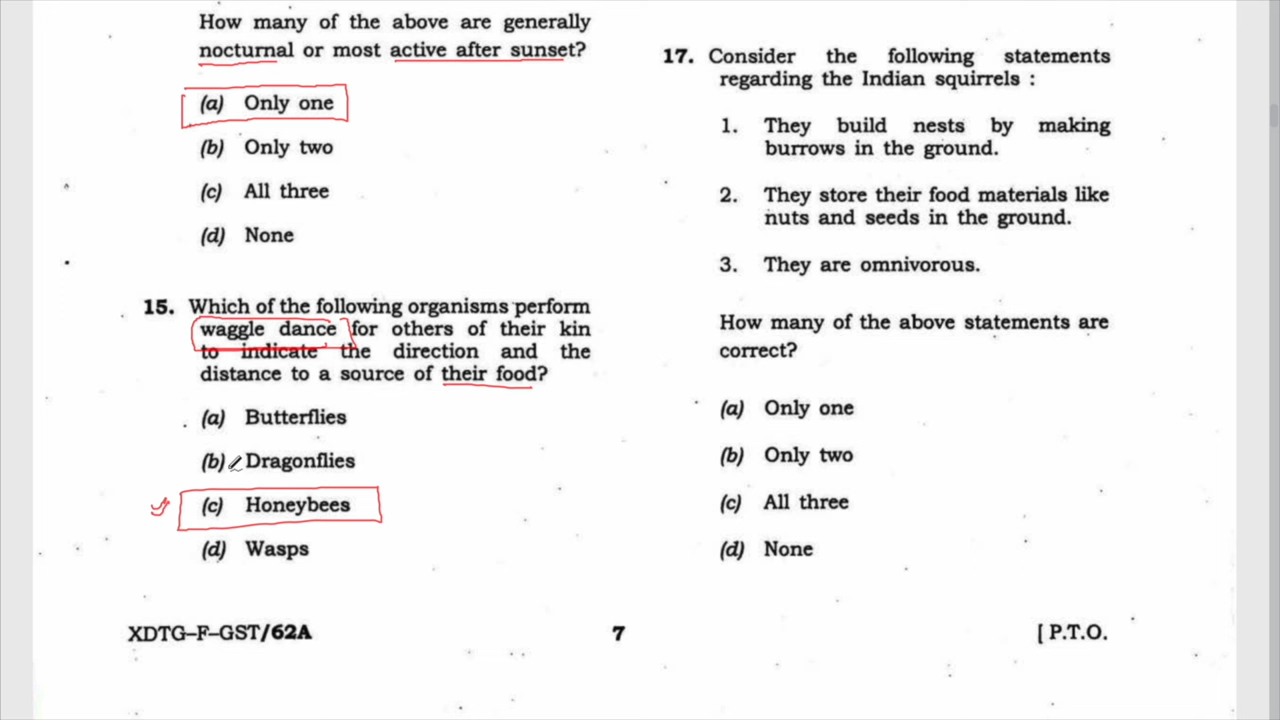 How many of the above are generally
nocturnal or most active after sunset?
(a) Only one
(b) Only two
(c) All three
(d) None
15. Which of the following organisms perform
waggle dance for others of their kin
to indicate the direction and the
distance to a source of their food?
(a) Butterflies
(b) Dragonflies
(c) Honeybees
(d) Wasps
17. Consider the following statements
regarding the Indian squirrels :
1. They build nests by making
burrows in the ground.
2. They store their food materials like
nuts and seeds in the ground.
3. They are omnivorous.
How many of the above statements are
correct?
(a) Only one
(b) Only two
(c) All three
(d) None
XDTG–F–GST/62A
7
[ P.T.O.